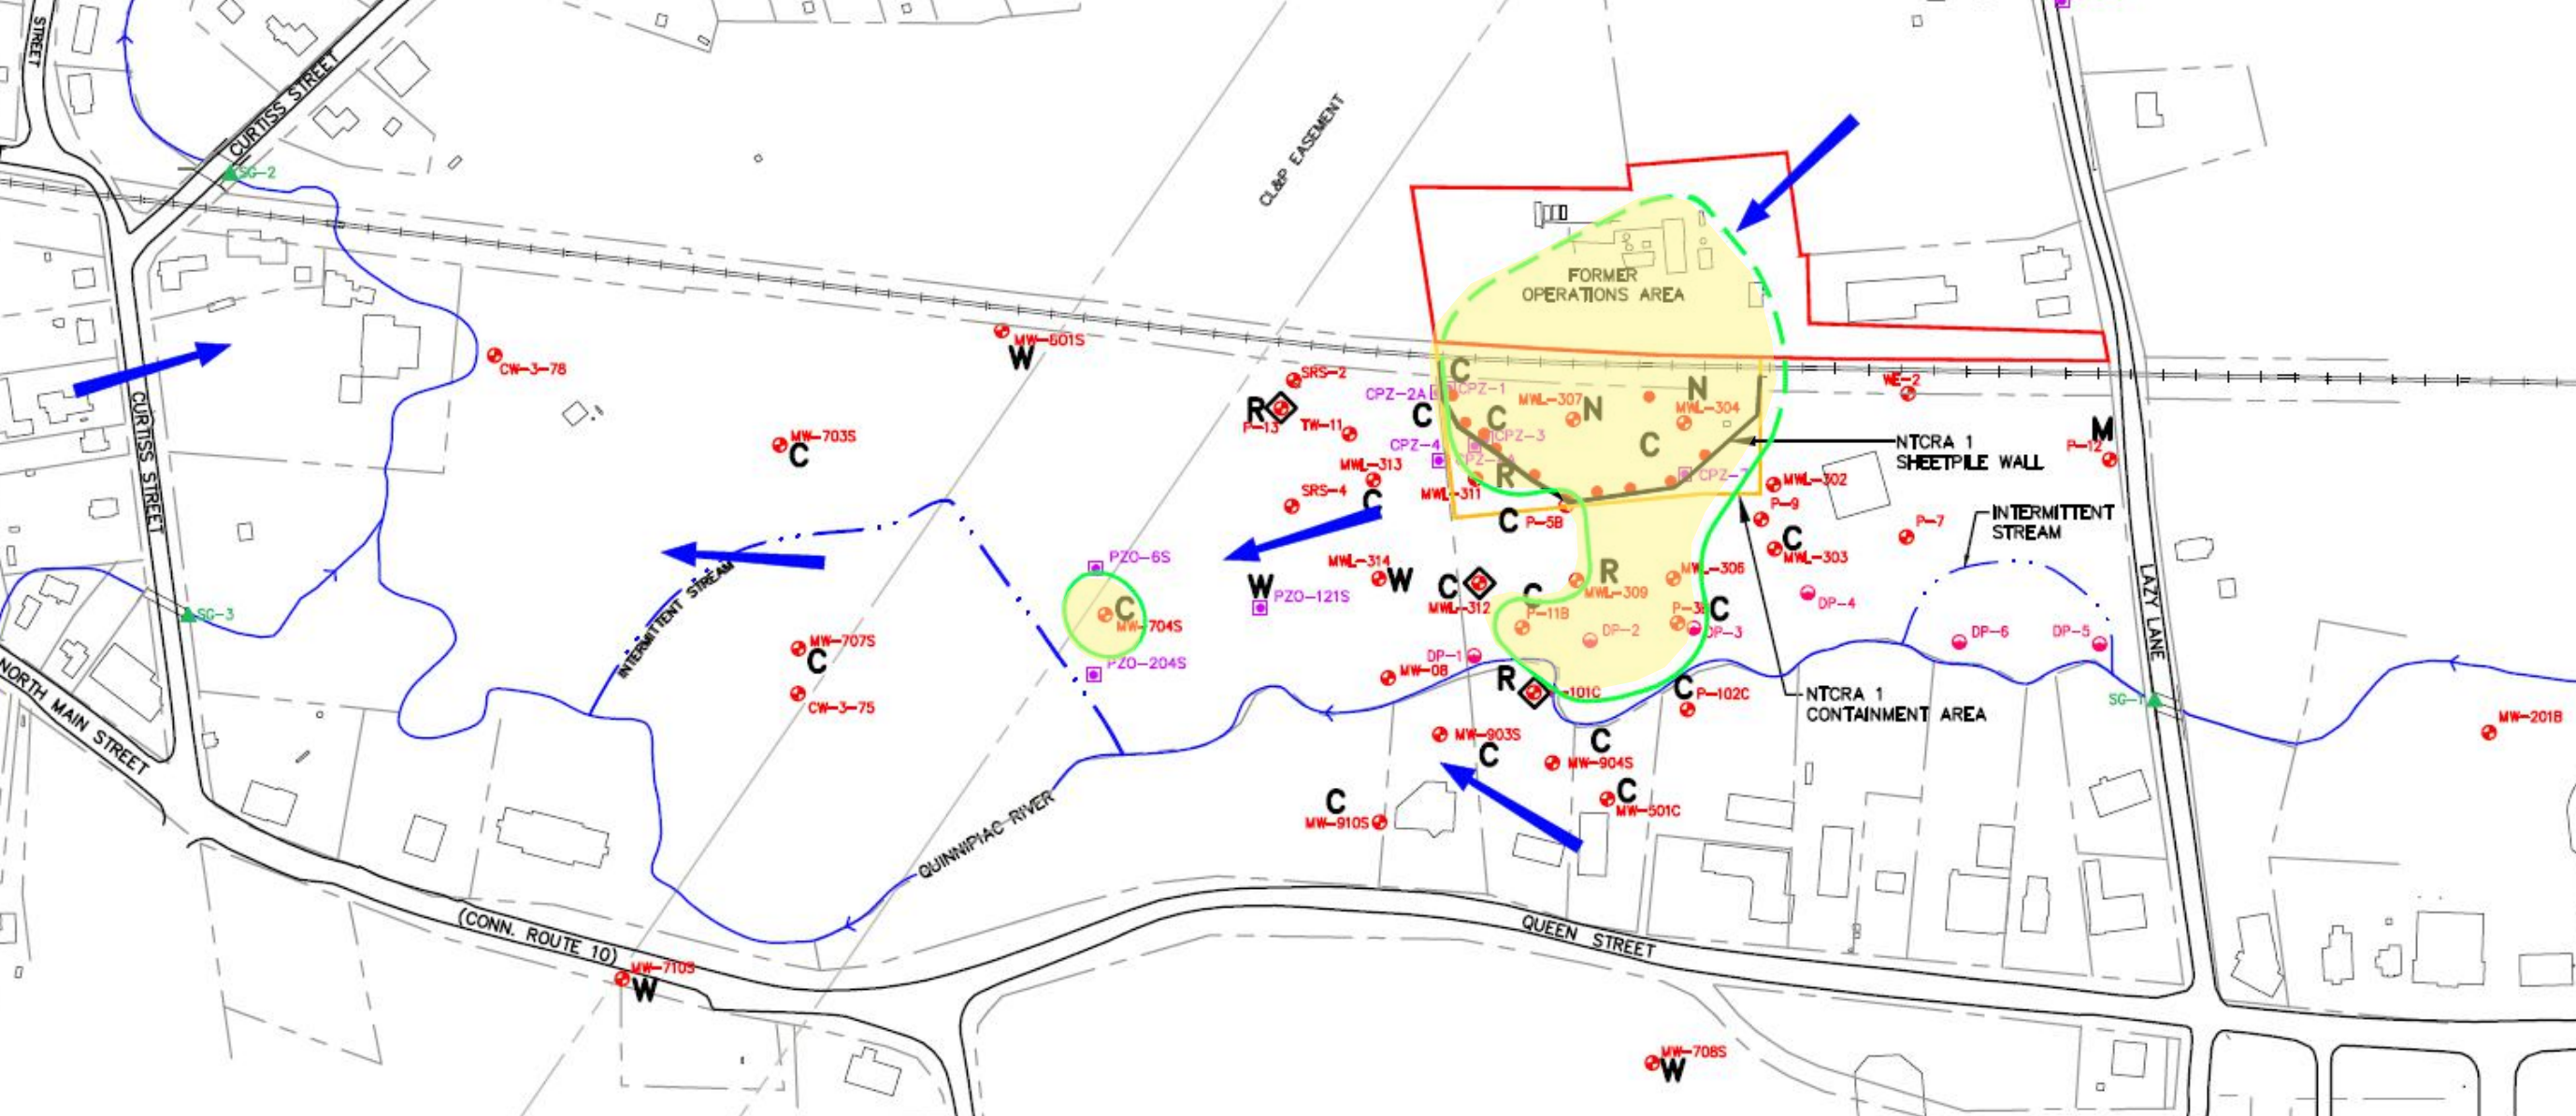 STREET
CURTISS STREET
SG-2
CL&P EASEMENT
FORMER
OPERATIONS AREA
MW-601S
W
CW-3-78
CURTISS STREET
MW-703S
C
SRS-2
R
P-13
TW-11
CPZ-2A
C
CPZ-1
C
C
CPZ-3
CPZ-4
MWL-307
N
N
MWL-304
C
CPZ-7
WE-2
NTCRA 1
SHEETPILE WALL
M
P-12
MWL-313
C
SRS-4
MWL-311
R
C
P-5B
MWL-302
P-9
C
MWL-303
P-7
INTERMITTENT
STREAM
PZO-6S
C
MW-704S
PZO-204S
W
PZO-121S
MWL-314
W
C
MWL-312
C
P-11B
R
MWL-309
DP-2
C
DP-3
DP-4
DP-6
DP-5
LAZY LANE
SG-3
INTERMITTENT STREAM
MW-707S
C
CW-3-75
DP-1
MW-08
R
C
P-102C
NTCRA 1
CONTAINMENT AREA
MW-201B
NORTH MAIN STREET
QUINNIPIAC RIVER
MW-903S
C
C
MW-904S
C
MW-910S
C
MW-501C
(CONN. ROUTE 10)
QUEEN STREET
MW-710S
W
MW-708S
W